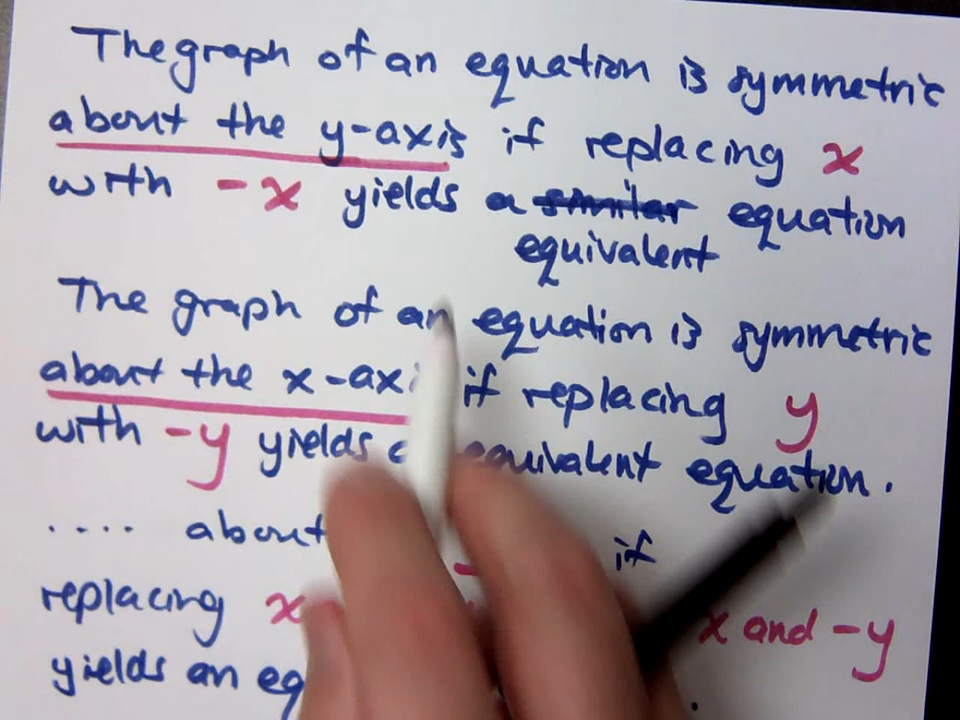 The graph of an equation is symmetric
about the y-axis if replacing x
with -x yields a similar equation
equivalent
The graph of an equation is symmetric
about the x-axi if replacing y
with -y yields equivalent equation.
.... about if
replacing x x and -y
yields an